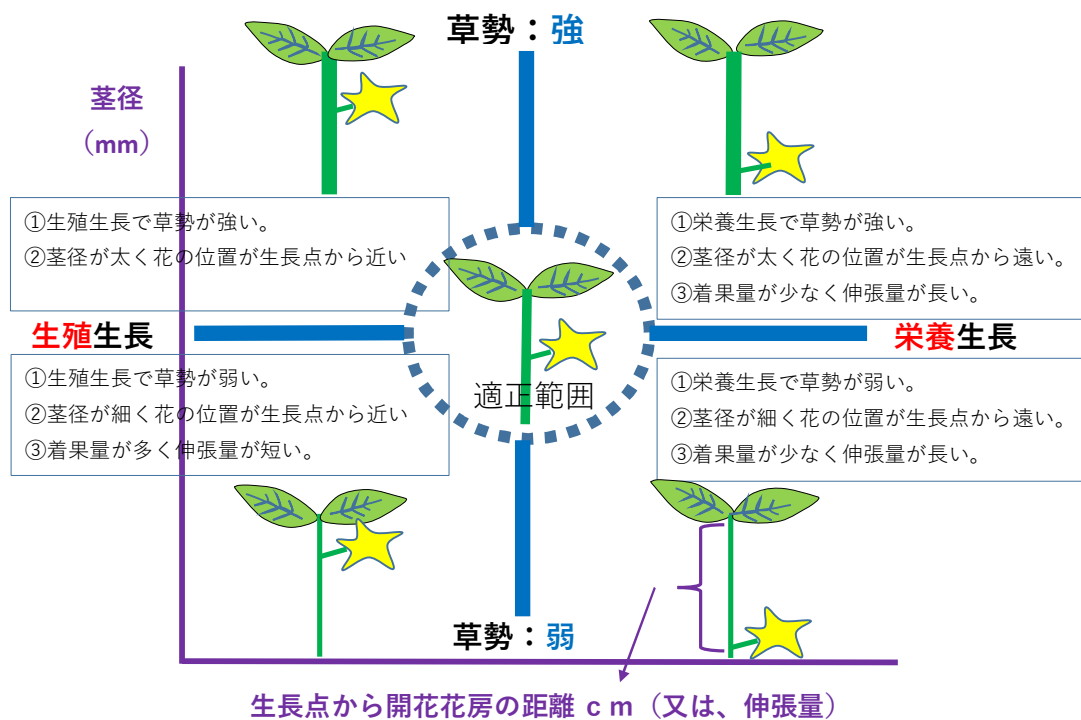 草勢：強
茎径
（mm）
①生殖生長で草勢が強い。
②茎径が太く花の位置が生長点から近い
①栄養生長で草勢が強い。
②茎径が太く花の位置が生長点から遠い。
③着果量が少なく伸張量が長い。
生殖生長
栄養生長
適正範囲
①生殖生長で草勢が弱い。
②茎径が細く花の位置が生長点から近い
③着果量が多く伸張量が短い。
①栄養生長で草勢が弱い。
②茎径が細く花の位置が生長点から遠い。
③着果量が少なく伸張量が長い。
草勢：弱
生長点から開花花房の距離ｃｍ（又は、伸張量）